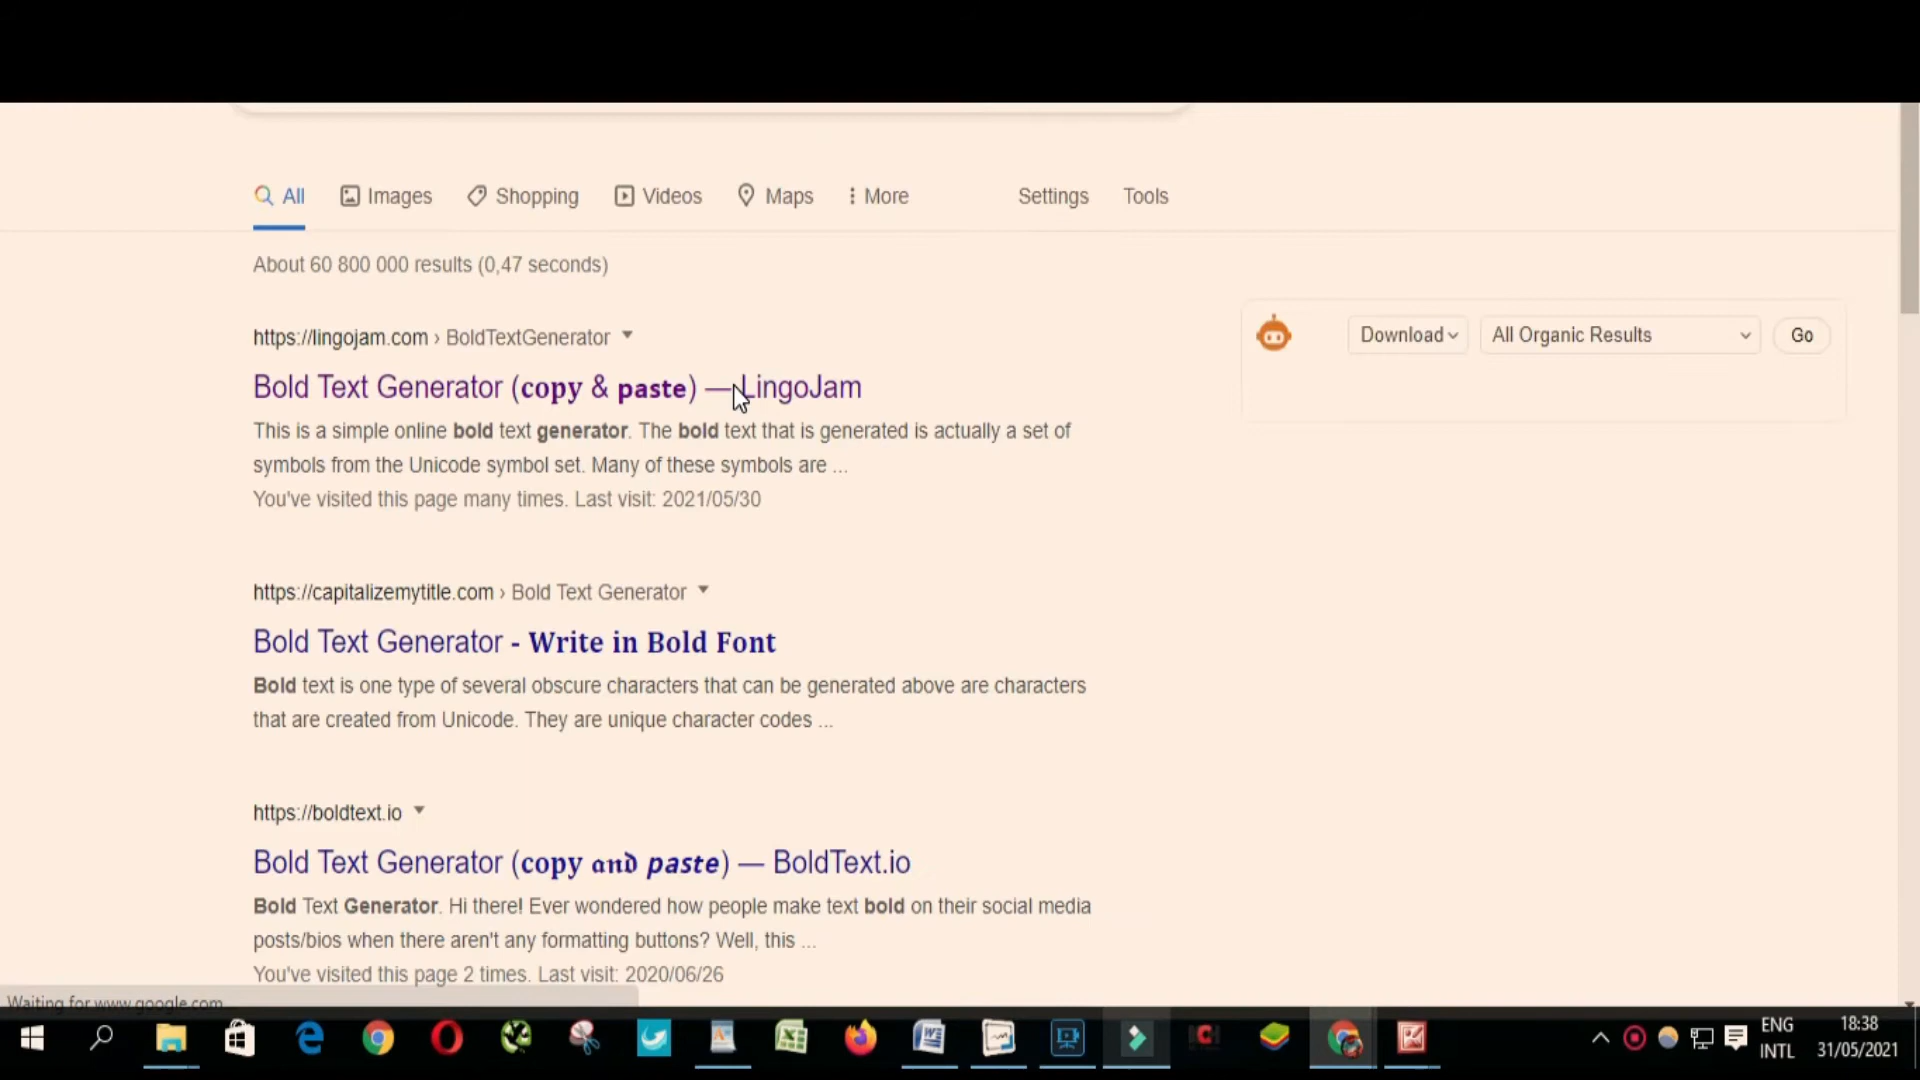 All
Images
Shopping
Videos
Maps
More
Settings
Tools
About 60 800 000 results (0,47 seconds)
https://lingojam.com › BoldTextGenerator
Bold Text Generator (copy & paste) — LingoJam
This is a simple online bold text generator. The bold text that is generated is actually a set of
symbols from the Unicode symbol set. Many of these symbols are ...
You've visited this page many times. Last visit: 2021/05/30
Download
All Organic Results
Go
https://capitalizemytitle.com › Bold Text Generator
Bold Text Generator - Write in Bold Font
Bold text is one type of several obscure characters that can be generated above are characters
that are created from Unicode. They are unique character codes ...
https://boldtext.io
Bold Text Generator (copy and paste) — BoldText.io
Bold Text Generator. Hi there! Ever wondered how people make text bold on their social media
posts/bios when there aren't any formatting buttons? Well, this ...
You've visited this page 2 times. Last visit: 2020/06/26
Waiting for www.google.com
ENG
INTL
18:38
31/05/2021